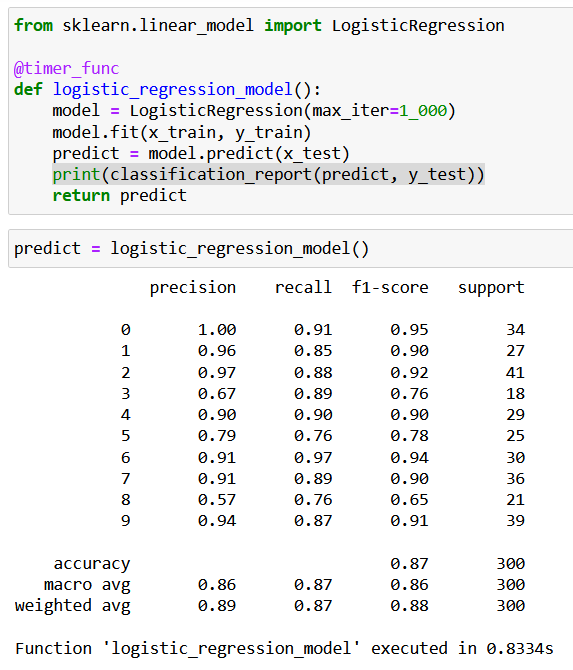 from sklearn.linear_model import LogisticRegression
@timer_func
def logistic_regression_model():
    model = LogisticRegression(max_iter=1_000)
    model.fit(x_train, y_train)
    predict = model.predict(x_test)
    print(classification_report(predict, y_test))
    return predict
predict = logistic_regression_model()
precision recall f1-score support
0 1.00 0.91 0.95 34
1 0.96 0.85 0.90 27
2 0.97 0.88 0.92 41
3 0.67 0.89 0.76 18
4 0.90 0.90 0.90 29
5 0.79 0.76 0.78 25
6 0.91 0.97 0.94 30
7 0.91 0.89 0.90 36
8 0.57 0.76 0.65 21
9 0.94 0.87 0.91 39
accuracy 0.87 300
macro avg 0.86 0.87 0.86 300
weighted avg 0.89 0.87 0.88 300
Function 'logistic_regression_model' executed in 0.8334s